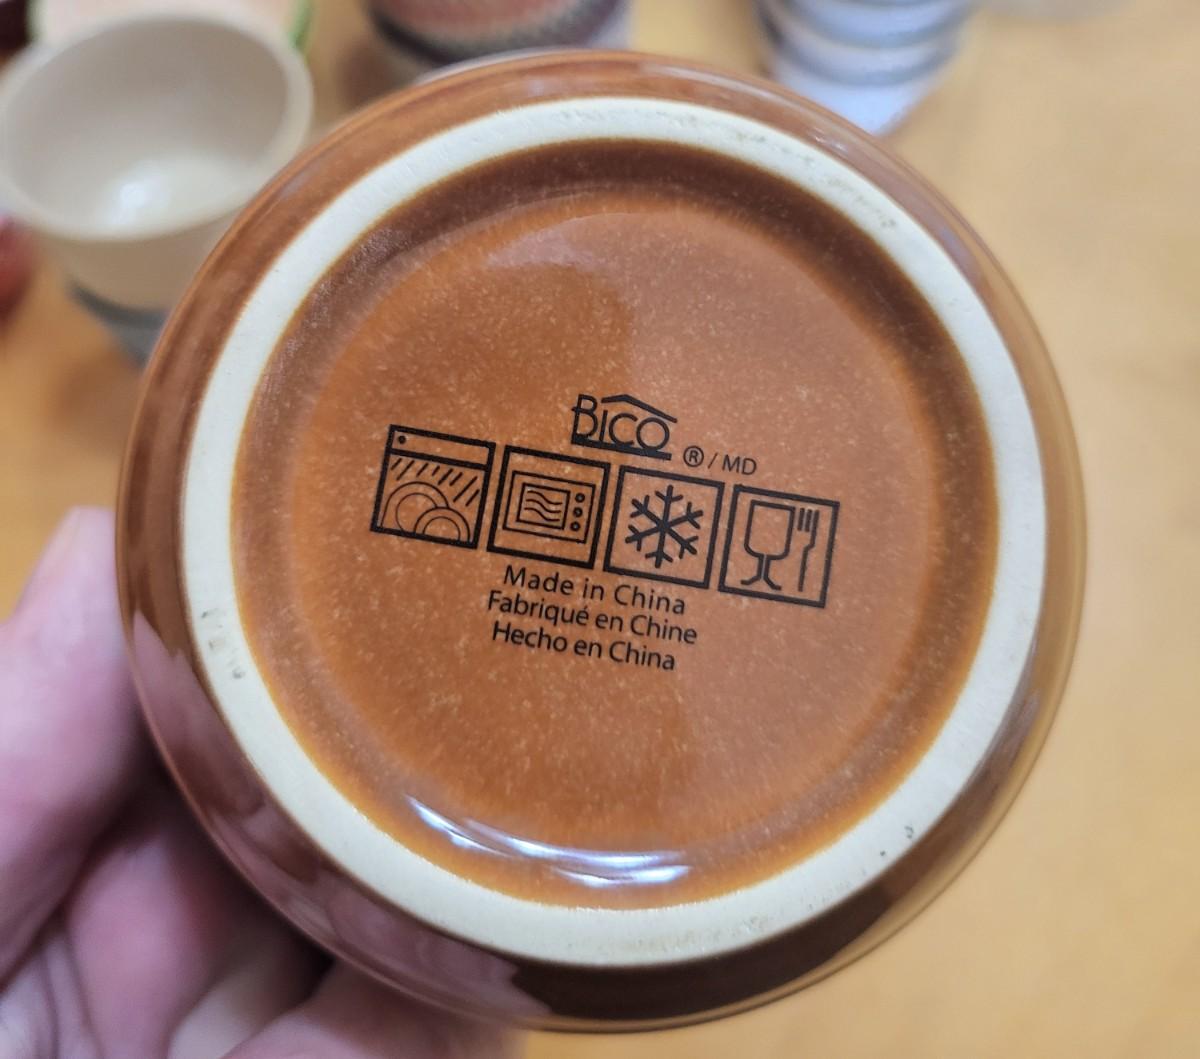 BICO ® / MD
Made in China
Fabriqué en Chine
Hecho en China